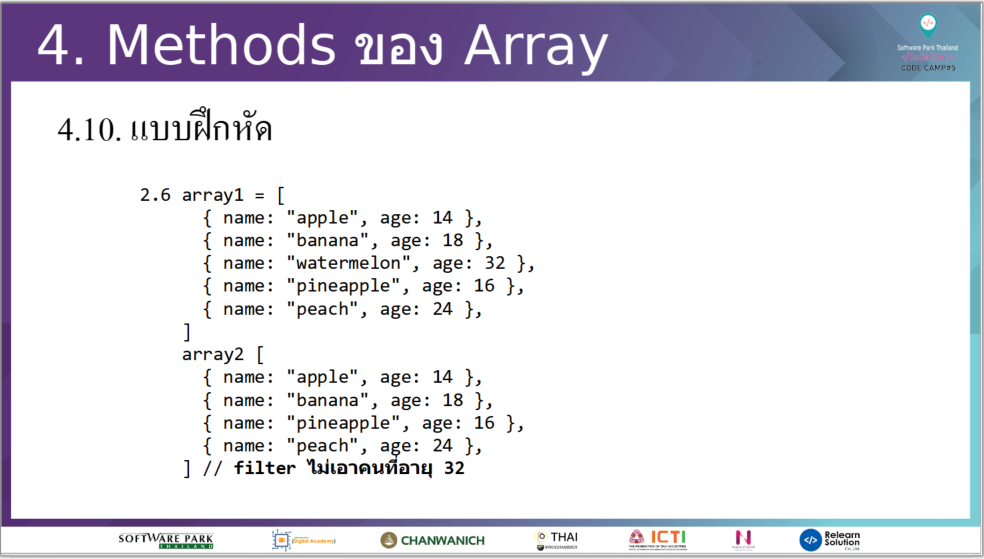 4. Methods ของ Array
Software Park Thailand
CODE CAMP#5
4.10. แบบฝึกหัด
2.6 array1 = [
{ name: "apple", age: 14 },
{ name: "banana", age: 18 },
{ name: "watermelon", age: 32 },
{ name: "pineapple", age: 16 },
{ name: "peach", age: 24 },
]
array2 [
{ name: "apple", age: 14 },
{ name: "banana", age: 18 },
{ name: "pineapple", age: 16 },
{ name: "peach", age: 24 },
] // filter ไม่เอาคนที่อายุ 32
SOFTWARE PARK
THAILAND
Digital Academy
CHANWANICH
THAI
PROGRAMMER
ICTI
N
Relearn
Solution
Co., Ltd.